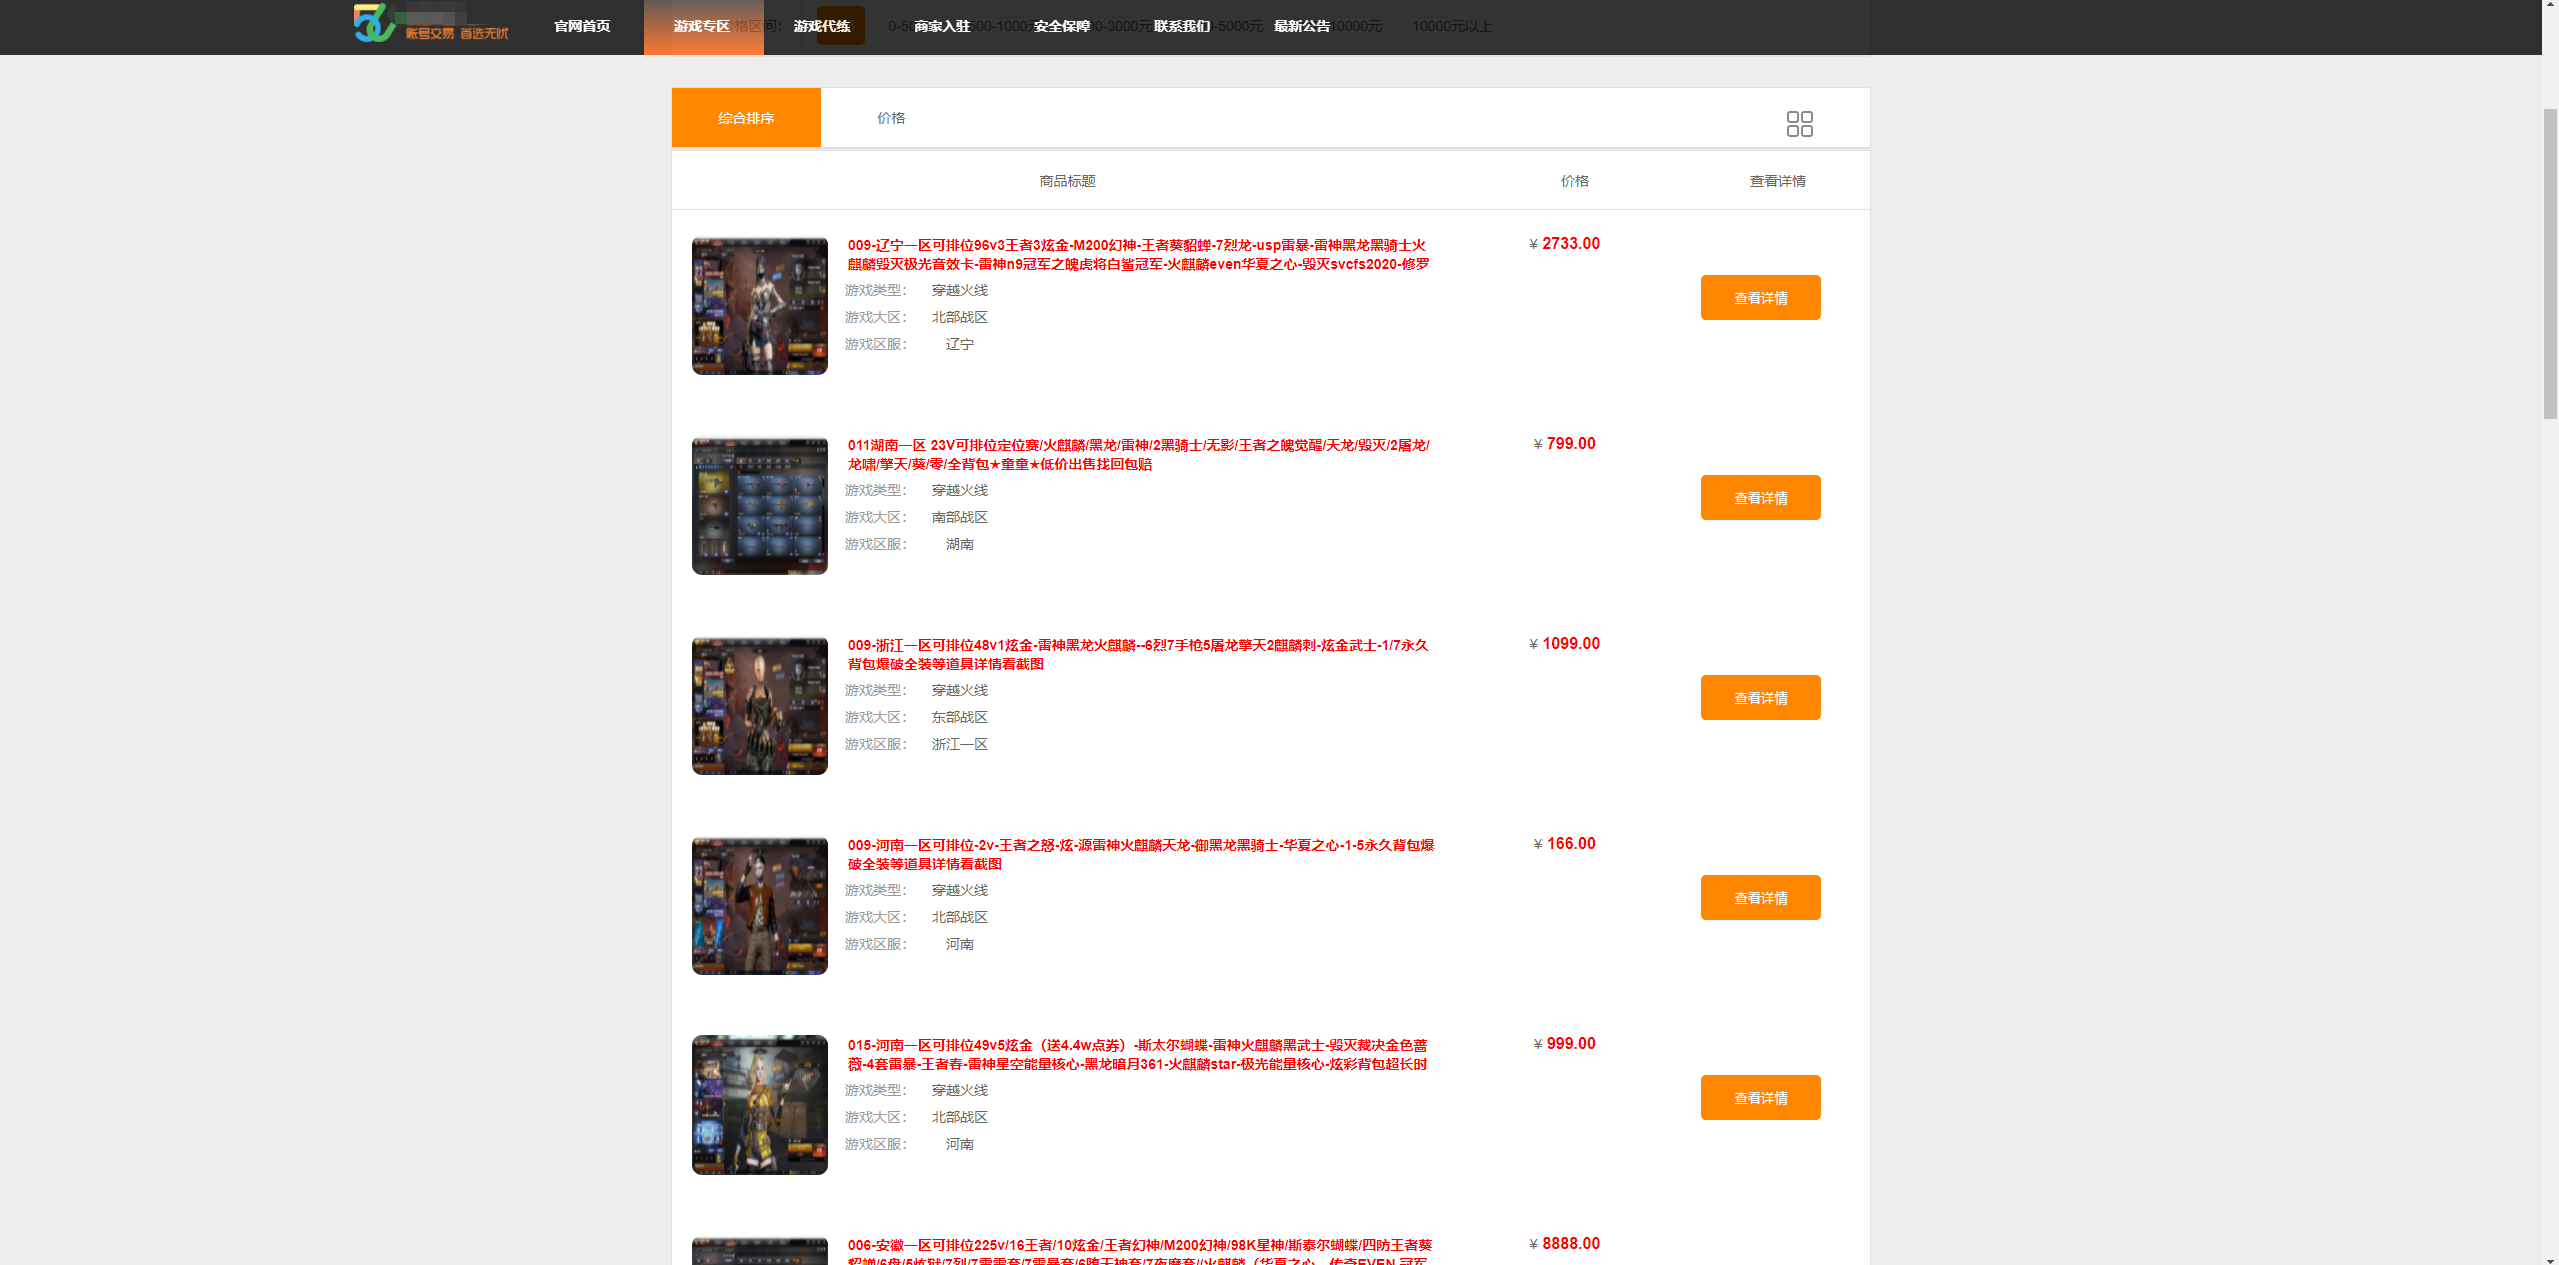 账号交易 首选无忧
官网首页
游戏专区
游戏代练
商家入驻
安全保障
联系我们
最新公告
10000元以上
综合排序
价格
商品标题
价格
查看详情
009-辽宁一区可排位96v3王者3炫金-M200幻神-王者葵貂蝉-7烈龙-usp雷暴-雷神黑龙黑骑士火
麒麟毁灭极光音效卡-雷神n9冠军之魄虎将白鲨冠军-火麒麟even华夏之心-毁灭svcfs2020-修罗
¥ 2733.00
游戏类型： 穿越火线
游戏大区： 北部战区
游戏区服： 辽宁
查看详情
011湖南一区 23V可排位定位赛/火麒麟/黑龙/雷神/2黑骑士/无影/王者之魄觉醒/天龙/毁灭/2屠龙/
龙啸/擎天/葵/零/全背包★童童★低价出售找回包赔
¥ 799.00
游戏类型： 穿越火线
游戏大区： 南部战区
游戏区服： 湖南
查看详情
009-浙江一区可排位48v1炫金-雷神黑龙火麒麟--6烈7手枪5屠龙擎天2麒麟刺-炫金武士-1/7永久
背包爆破全装等道具详情看截图
¥ 1099.00
游戏类型： 穿越火线
游戏大区： 东部战区
游戏区服： 浙江一区
查看详情
009-河南一区可排位-2v-王者之怒-炫-源雷神火麒麟天龙-御黑龙黑骑士-华夏之心-1-5永久背包爆
破全装等道具详情看截图
¥ 166.00
游戏类型： 穿越火线
游戏大区： 北部战区
游戏区服： 河南
查看详情
015-河南一区可排位49v5炫金（送4.4w点券）-斯太尔蝴蝶-雷神火麒麟黑武士-毁灭裁决金色蔷
薇-4套雷暴-王者春-雷神星空能量核心-黑龙暗月361-火麒麟star-极光能量核心-炫彩背包超长时
¥ 999.00
游戏类型： 穿越火线
游戏大区： 北部战区
游戏区服： 河南
查看详情
006-安徽一区可排位225v/16王者/10炫金/王者幻神/M200幻神/98K星神/斯泰尔蝴蝶/四防王者葵
¥ 8888.00